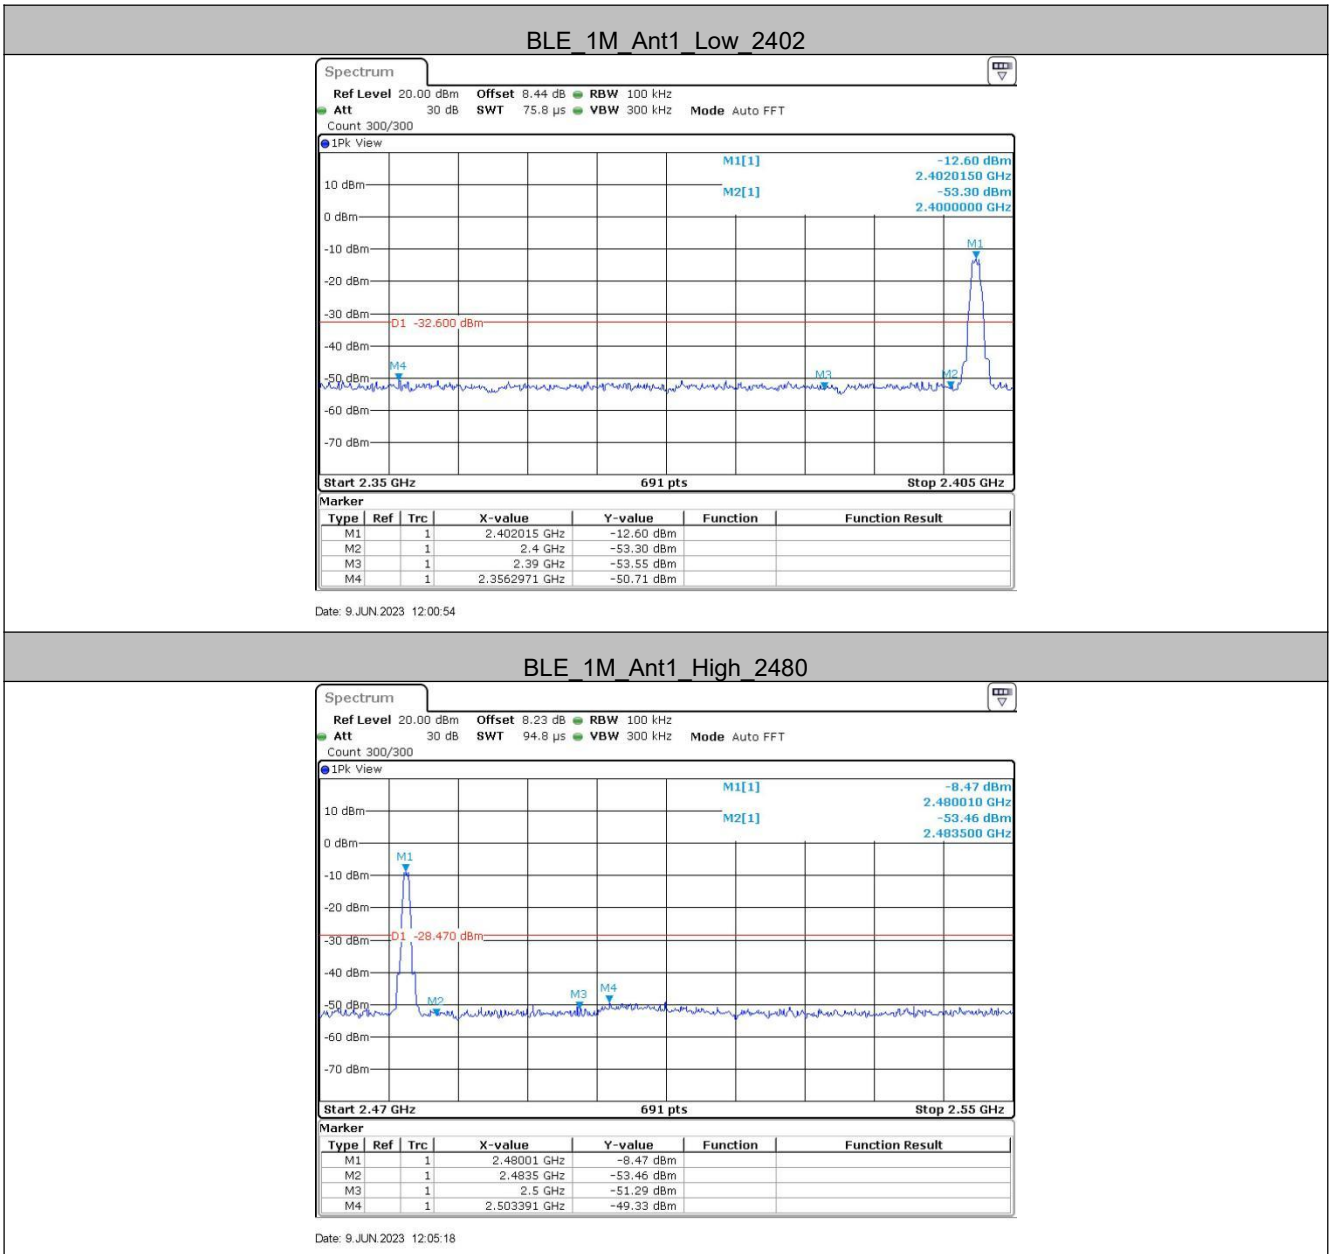 BLE_1M_Ant1_Low_2402
Spectrum
Ref Level 20.00 dBm Offset 8.44 dB RBW 100 kHz
Att 30 dB SWT 75.8 µs VBW 300 kHz Mode Auto FFT
Count 300/300
1Pk View
M1[1] -12.60 dBm
2.4020150 GHz
10 dBm
M2[1] -53.30 dBm
2.4000000 GHz
0 dBm
M1
-10 dBm
-20 dBm
-30 dBm
D1 -32.600 dBm
-40 dBm
M4
M3
M2
-50 dBm
-60 dBm
-70 dBm
Start 2.35 GHz 691 pts Stop 2.405 GHz
Marker
Type Ref Trc X-value Y-value Function Function Result
M1 1 2.402015 GHz -12.60 dBm
M2 1 2.4 GHz -53.30 dBm
M3 1 2.39 GHz -53.55 dBm
M4 1 2.3562971 GHz -50.71 dBm
Date: 9.JUN.2023 12:00:54
BLE_1M_Ant1_High_2480
Spectrum
Ref Level 20.00 dBm Offset 8.23 dB RBW 100 kHz
Att 30 dB SWT 94.8 µs VBW 300 kHz Mode Auto FFT
Count 300/300
1Pk View
M1[1] -8.47 dBm
2.480010 GHz
10 dBm
M2[1] -53.46 dBm
2.483500 GHz
0 dBm
M1
-10 dBm
-20 dBm
D1 -28.470 dBm
-30 dBm
-40 dBm
M2
M3
M4
-50 dBm
-60 dBm
-70 dBm
Start 2.47 GHz 691 pts Stop 2.55 GHz
Marker
Type Ref Trc X-value Y-value Function Function Result
M1 1 2.48001 GHz -8.47 dBm
M2 1 2.4835 GHz -53.46 dBm
M3 1 2.5 GHz -51.29 dBm
M4 1 2.503391 GHz -49.33 dBm
Date: 9.JUN.2023 12:05:18